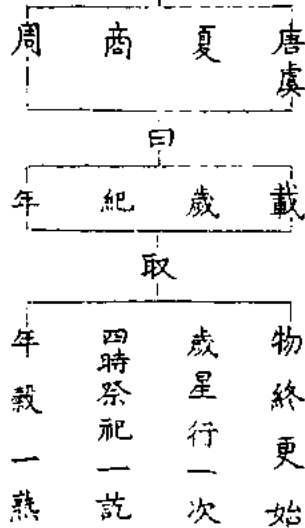 唐虞
夏
商
周
曰
載
歲
紀
年
取
物終更始
歲星行一次
四時祭祀一訖
年穀一熟